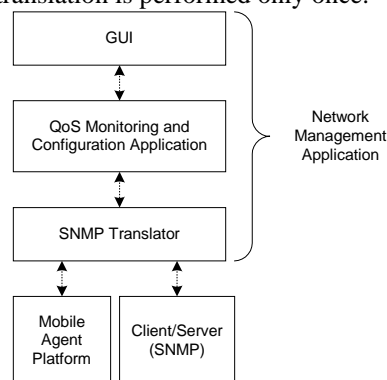 translation is performed only once.
GUI
QoS Monitoring and
Configuration Application
Network
Management
Application
SNMP Translator
Mobile
Agent
Platform
Client/Server
(SNMP)